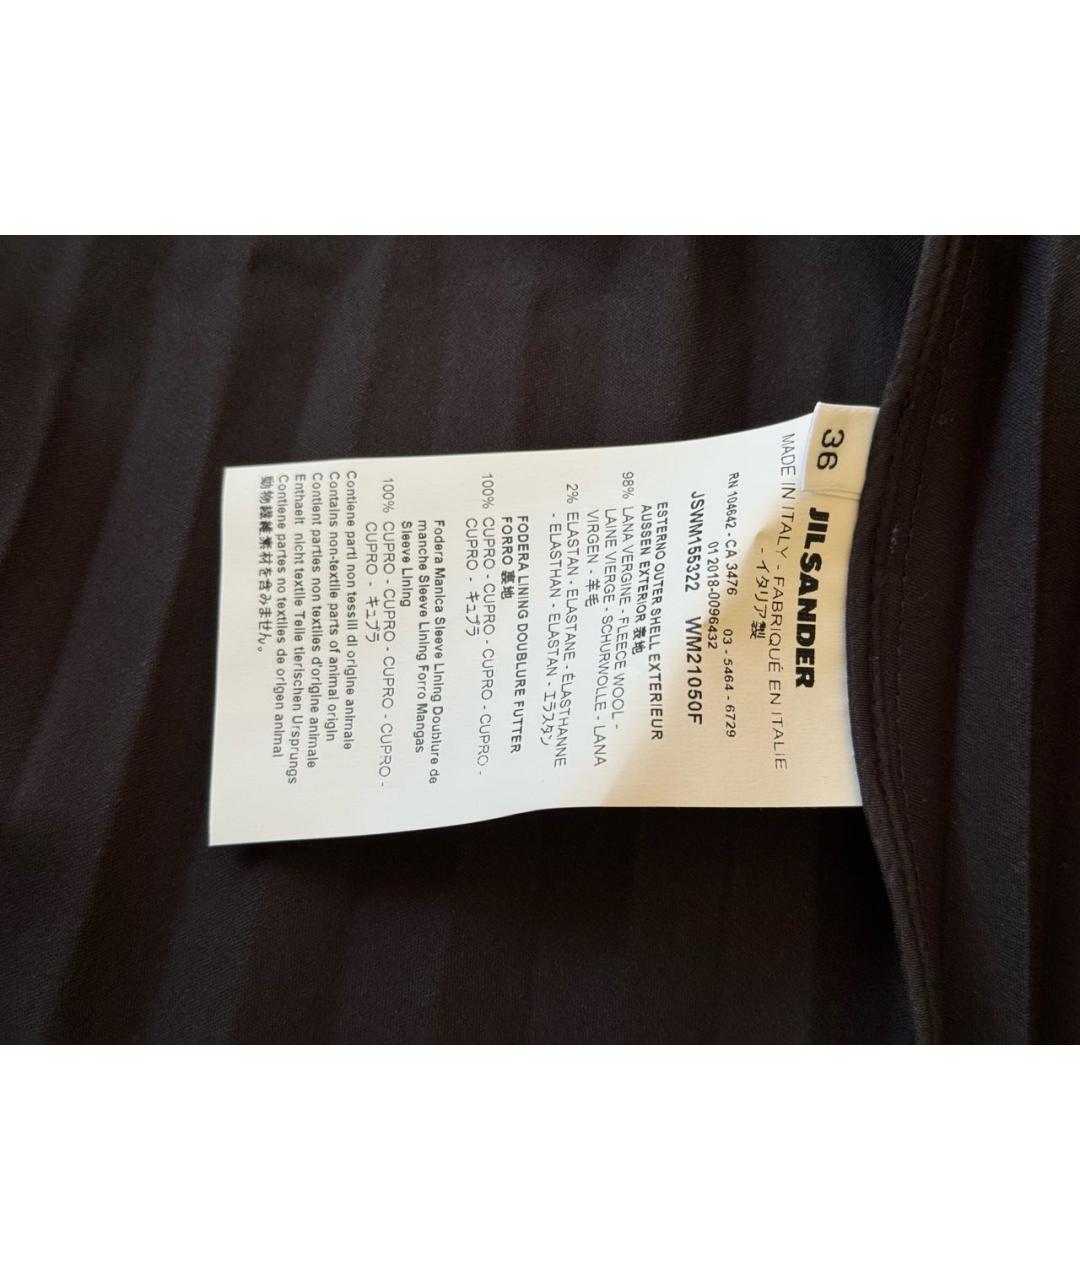 36
JILSANDER
MADE IN ITALY - FABRIQUÉ EN ITALIE
- イタリア製
RN 104642 - CA 3476 03 - 5464 - 6729
01 2018-0096432
JSWM155322 WM21050F
ESTERNO OUTER SHELL EXTERIEUR
AUSSEN EXTERIOR 表地
98% LANA VERGINE - FLEECE WOOL -
LAINE VIERGE - SCHURWOLLE - LANA
VIRGEN - 羊毛
2% ELASTAN - ELASTANE - ÉLASTHANNE
- ELASTHAN - ELASTAN - エラスタン
FODERA LINING DOUBLURE FUTTER
FORRO 裏地
100% CUPRO - CUPRO - CUPRO - CUPRO -
CUPRO - キュプラ
Fodera Manica Sleeve Lining Doublure de
manche Sleeve Lining Forro Mangas
Sleeve Lining
100% CUPRO - CUPRO - CUPRO - CUPRO -
CUPRO - キュプラ
Contiene parti non tessili di origine animale
Contains non-textile parts of animal origin
Contient parties non textiles d'origine animale
Enthaelt nicht textile Teile tierischen Ursprungs
Contiene partes no textiles de origen animal
動物繊維素材を含みません。